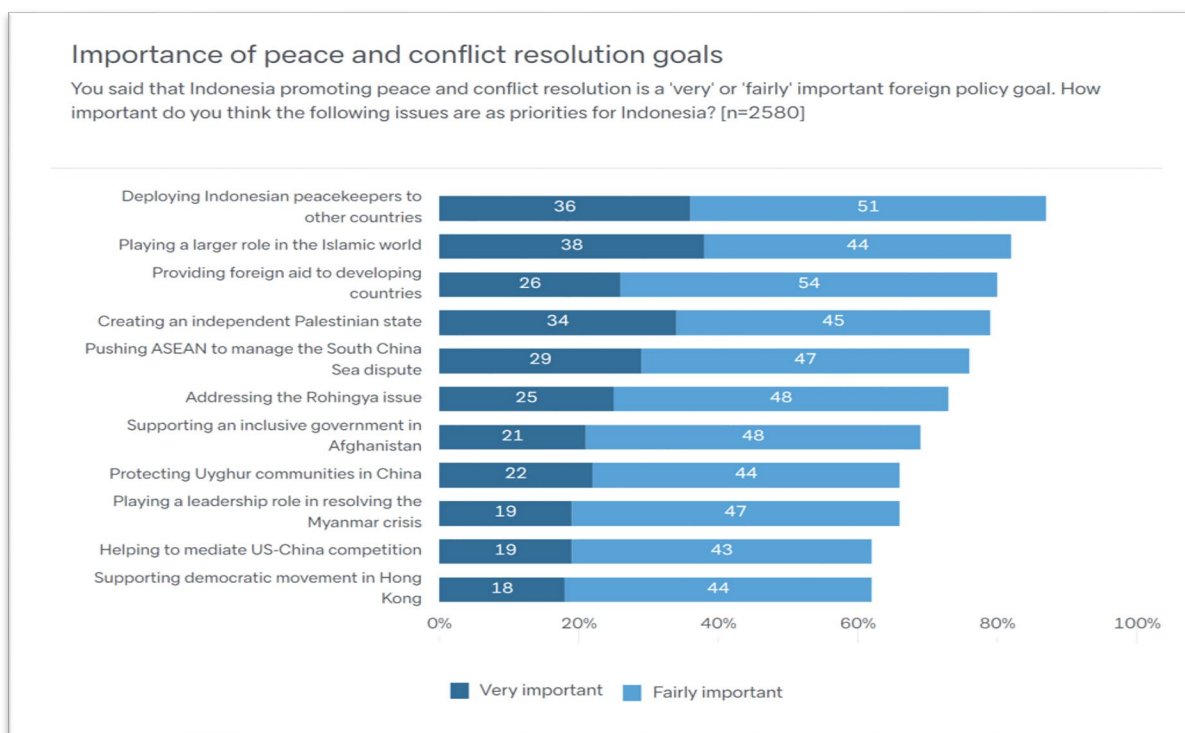 Importance of peace and conflict resolution goals
You said that Indonesia promoting peace and conflict resolution is a 'very' or 'fairly' important foreign policy goal. How
important do you think the following issues are as priorities for Indonesia? [n=2580]
Deploying Indonesian peacekeepers to
other countries
36
51
Playing a larger role in the Islamic world
38
44
Providing foreign aid to developing
countries
26
54
Creating an independent Palestinian state
34
45
Pushing ASEAN to manage the South China
Sea dispute
29
47
Addressing the Rohingya issue
25
48
Supporting an inclusive government in
Afghanistan
21
48
Protecting Uyghur communities in China
22
44
Playing a leadership role in resolving the
Myanmar crisis
19
47
Helping to mediate US-China competition
19
43
Supporting democratic movement in Hong
Kong
18
44
0%
20%
40%
60%
80%
100%
Very important
Fairly important